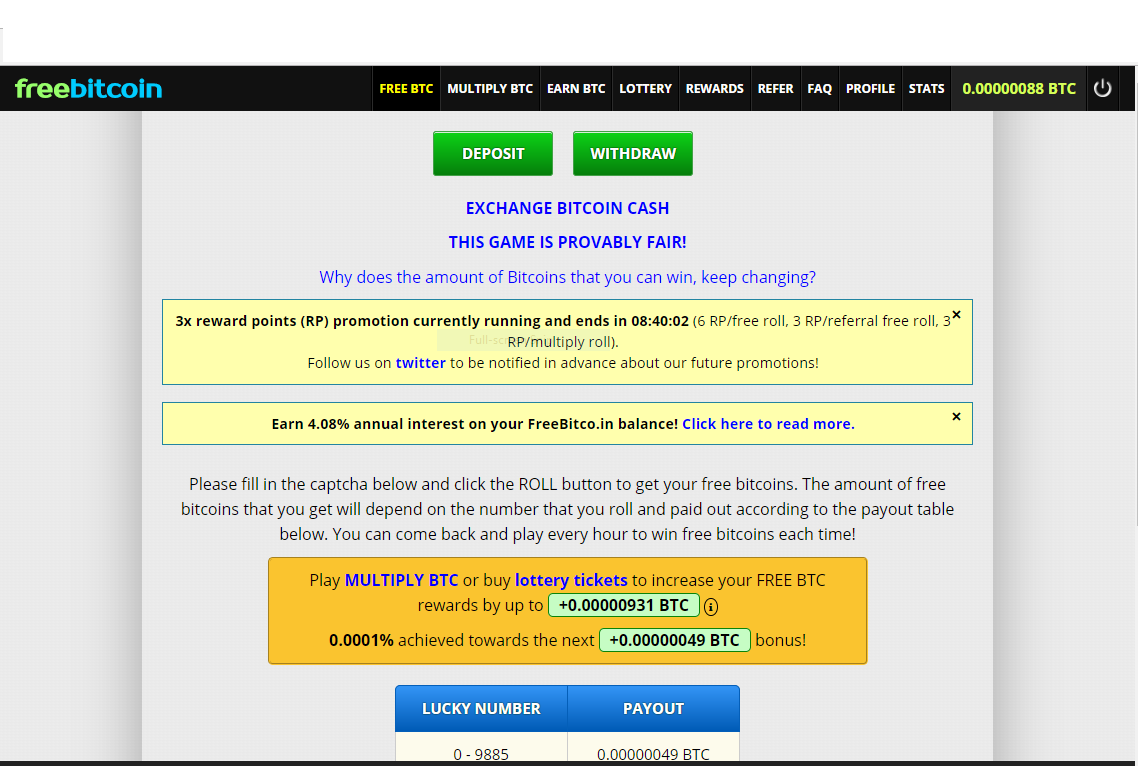 freebitcoin FREE BTC MULTIPLY BTC EARN BTC LOTTERY REWARDS REFER FAQ PROFILE STATS 0.00000088 BTC
DEPOSIT WITHDRAW
EXCHANGE BITCOIN CASH
THIS GAME IS PROVABLY FAIR!
Why does the amount of Bitcoins that you can win, keep changing?
3x reward points (RP) promotion currently running and ends in 08:40:02 (6 RP/free roll, 3 RP/referral free roll, 3
RP/multiply roll).
Follow us on twitter to be notified in advance about our future promotions!
Earn 4.08% annual interest on your FreeBitco.in balance! Click here to read more.
Please fill in the captcha below and click the ROLL button to get your free bitcoins. The amount of free
bitcoins that you get will depend on the number that you roll and paid out according to the payout table
below. You can come back and play every hour to win free bitcoins each time!
Play MULTIPLY BTC or buy lottery tickets to increase your FREE BTC
rewards by up to +0.00000931 BTC
0.0001% achieved towards the next +0.00000049 BTC bonus!
LUCKY NUMBER PAYOUT
0 - 9885 0.00000049 BTC